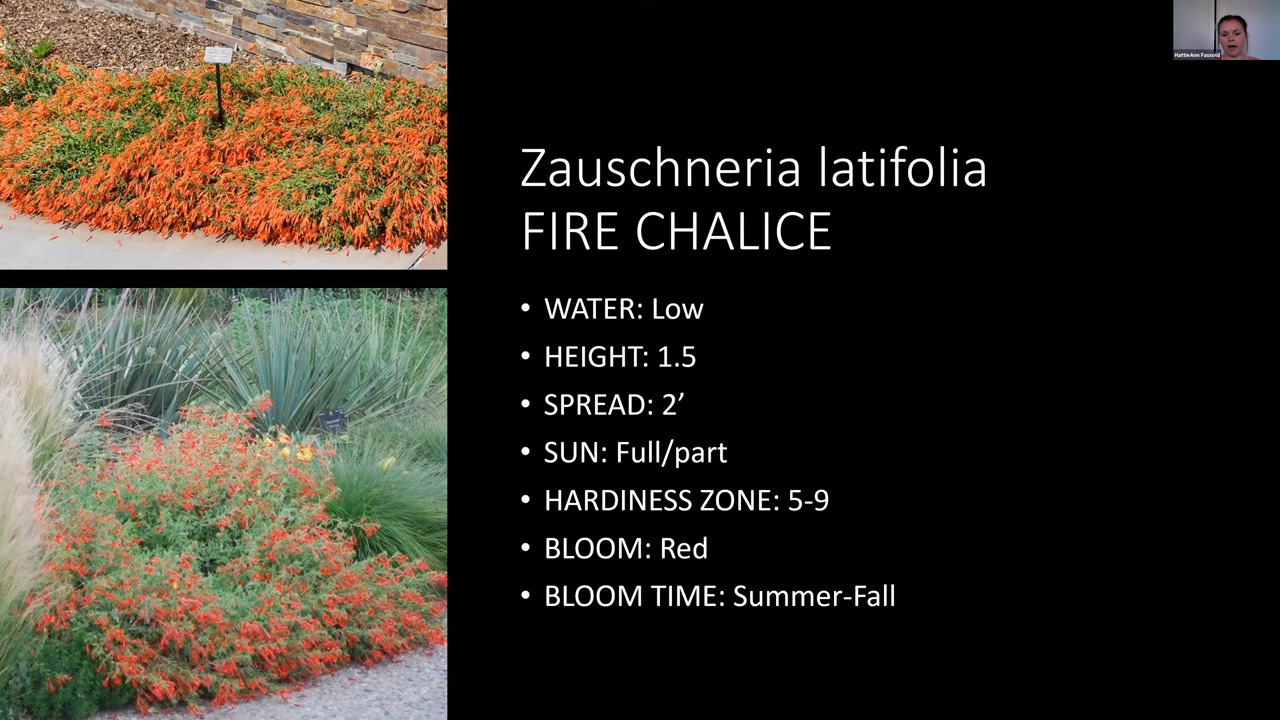 HattieAnn Fassold
Zauschneria latifolia
FIRE CHALICE
• WATER: Low
• HEIGHT: 1.5
• SPREAD: 2’
• SUN: Full/part
• HARDINESS ZONE: 5-9
• BLOOM: Red
• BLOOM TIME: Summer-Fall